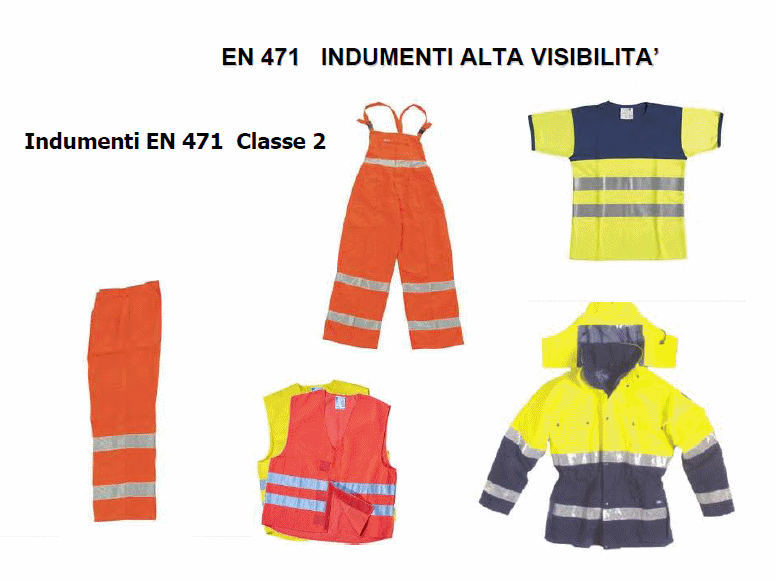 EN 471 INDUMENTI ALTA VISIBILITA’
Indumenti EN 471 Classe 2